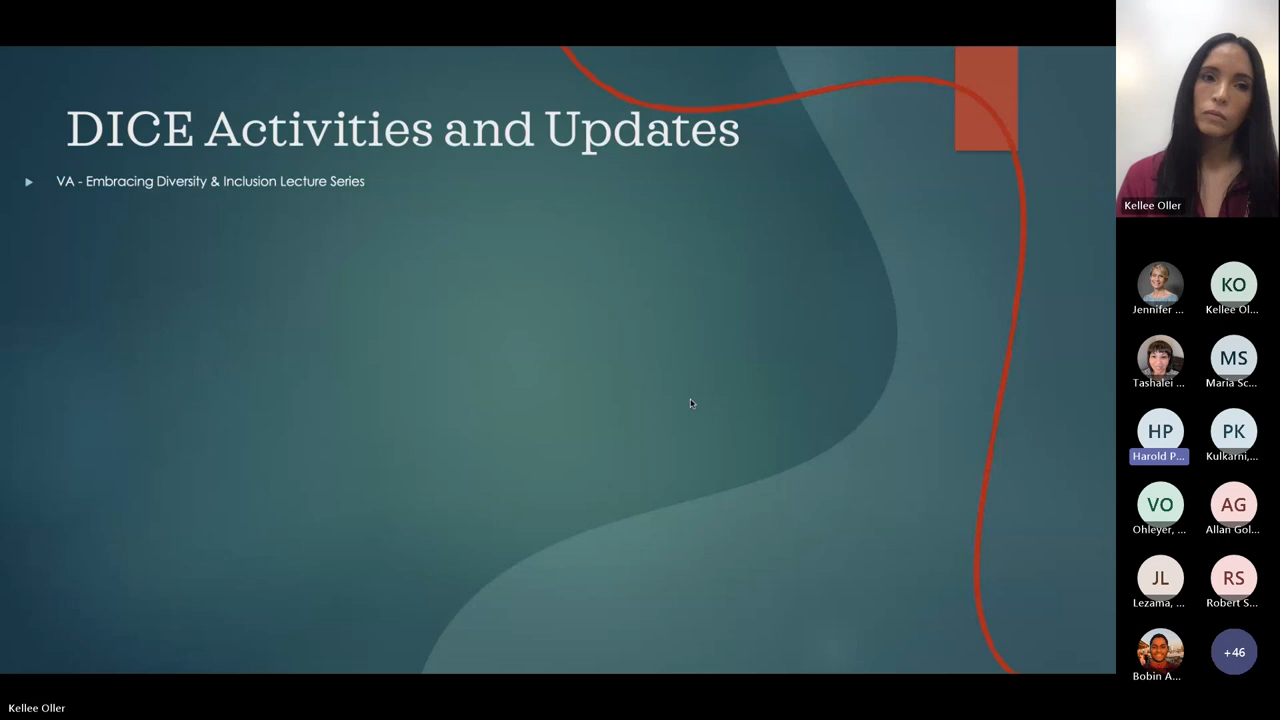 DICE Activities and Updates
VA - Embracing Diversity & Inclusion Lecture Series
Kellee Oller
Jennifer ...
KO
Kellee Ol...
Tashalei ...
MS
Maria Sc...
HP
Harold P...
PK
Kulkarni,...
VO
Ohleyer, ...
AG
Allan Gol...
JL
Lezama, ...
RS
Robert S...
Bobin A...
+46
Kellee Oller